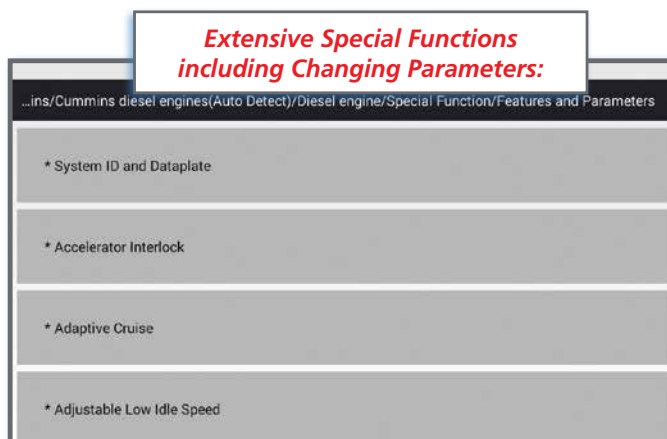 Extensive Special Functions
including Changing Parameters:
...ins/Cummins diesel engines(Auto Detect)/Diesel engine/Special Function/Features and Parameters
* System ID and Dataplate
* Accelerator Interlock
* Adaptive Cruise
* Adjustable Low Idle Speed